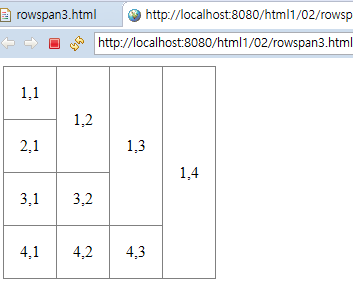 rowspan3.html
http://localhost:8080/html1/02/rowsp
http://localhost:8080/html1/02/rowspan3.html
1,1
1,2
2,1
1,3
1,4
3,1 3,2
4,1 4,2 4,3